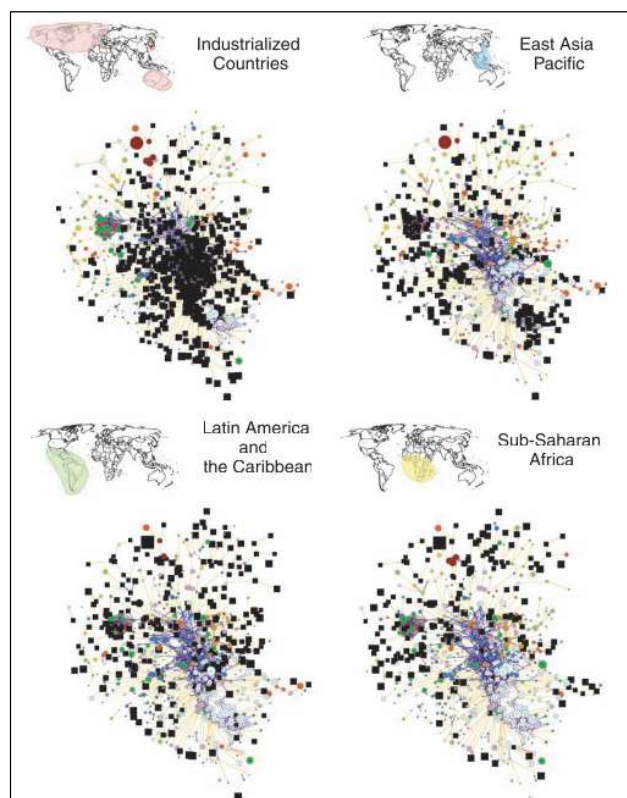 Industrialized
Countries
East Asia
Pacific
Latin America
and
the Caribbean
Sub-Saharan
Africa